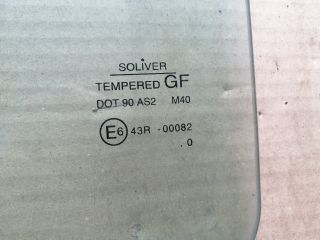 SOLIVER
TEMPERED GF
DOT 90 AS2 M40
E6 43R -00082
.0